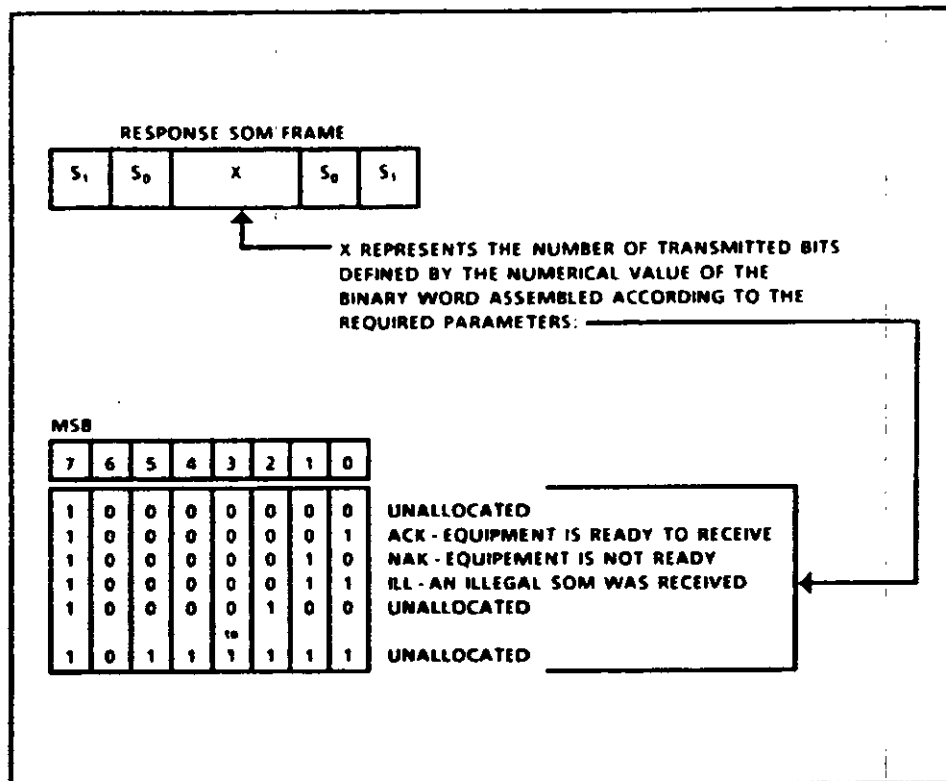 RESPONSE SOM FRAME
S₁ S₀ X S₀ S₁
X REPRESENTS THE NUMBER OF TRANSMITTED BITS
DEFINED BY THE NUMERICAL VALUE OF THE
BINARY WORD ASSEMBLED ACCORDING TO THE
REQUIRED PARAMETERS:
MSB
7 6 5 4 3 2 1 0
1 0 0 0 0 0 0 0 UNALLOCATED
1 0 0 0 0 0 0 1 ACK - EQUIPMENT IS READY TO RECEIVE
1 0 0 0 0 0 1 0 NAK - EQUIPEMENT IS NOT READY
1 0 0 0 0 0 1 1 ILL - AN ILLEGAL SOM WAS RECEIVED
1 0 0 0 0 1 0 0 UNALLOCATED
to
1 0 1 1 1 1 1 1 UNALLOCATED